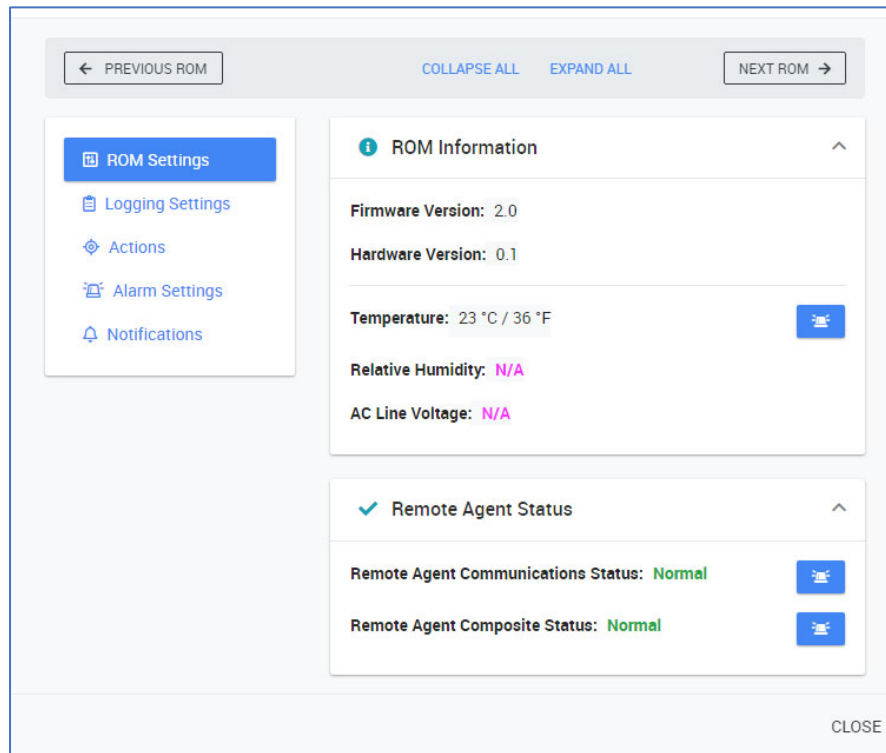 ← PREVIOUS ROM COLLAPSE ALL EXPAND ALL NEXT ROM →
ROM Settings
Logging Settings
Actions
Alarm Settings
Notifications
ROM Information
Firmware Version: 2.0
Hardware Version: 0.1
Temperature: 23 °C / 36 °F
Relative Humidity: N/A
AC Line Voltage: N/A
Remote Agent Status
Remote Agent Communications Status: Normal
Remote Agent Composite Status: Normal
CLOSE